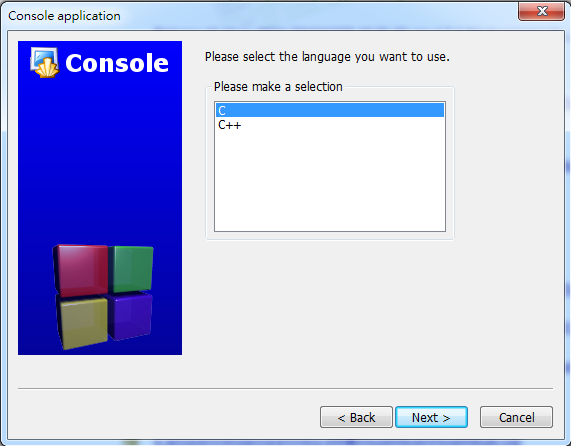 Console application
Console
Please select the language you want to use.
Please make a selection
C
C++
< Back
Next >
Cancel